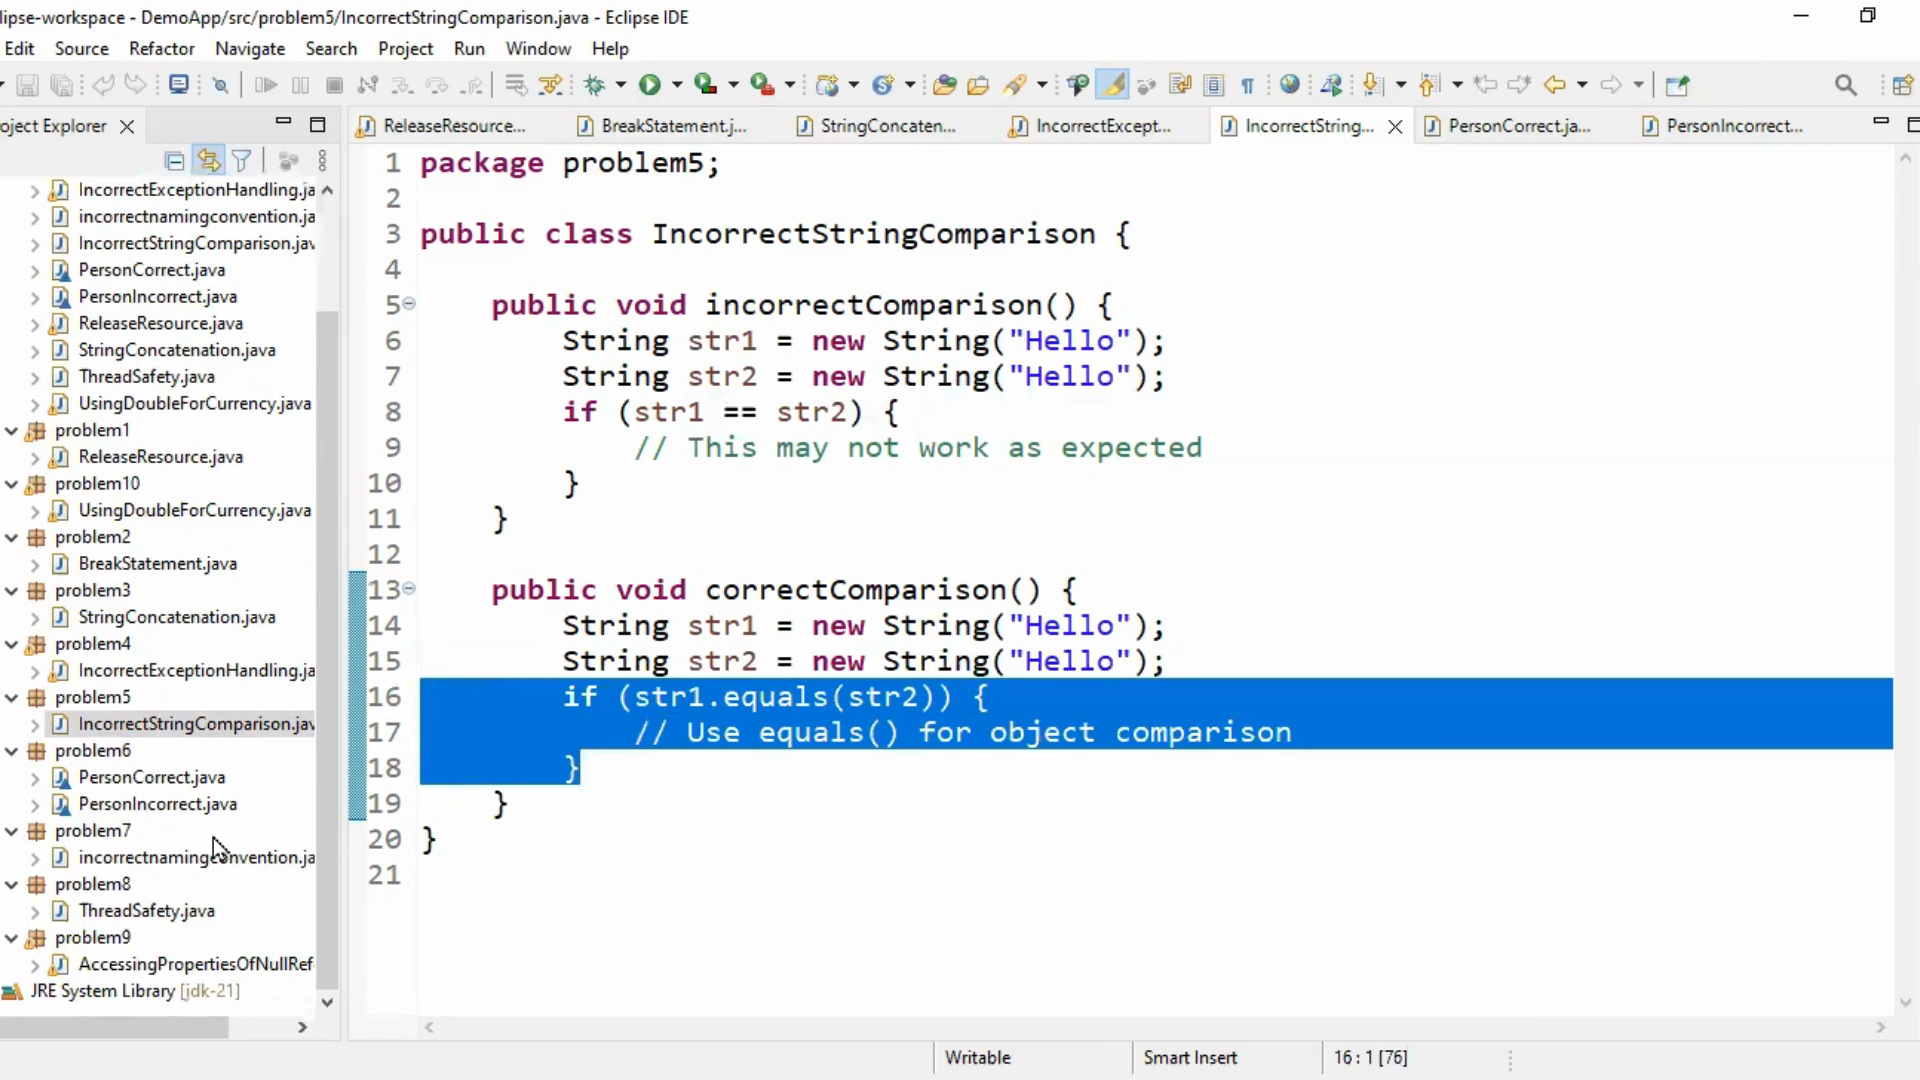 lipse-workspace - DemoApp/src/problem5/IncorrectStringComparison.java - Eclipse IDE
Edit Source Refactor Navigate Search Project Run Window Help
oject Explorer
ReleaseResource... BreakStatement.j... StringConcaten... IncorrectExcept... IncorrectString... PersonCorrect.ja... PersonIncorrect...
IncorrectExceptionHandling.ja
incorrectnamingconvention.ja
IncorrectStringComparison.jav
PersonCorrect.java
PersonIncorrect.java
ReleaseResource.java
StringConcatenation.java
ThreadSafety.java
UsingDoubleForCurrency.java
problem1
ReleaseResource.java
problem10
UsingDoubleForCurrency.java
problem2
BreakStatement.java
problem3
StringConcatenation.java
problem4
IncorrectExceptionHandling.ja
problem5
IncorrectStringComparison.jav
problem6
PersonCorrect.java
PersonIncorrect.java
problem7
incorrectnamingconvention.ja
problem8
ThreadSafety.java
problem9
AccessingPropertiesOfNullRef
JRE System Library [jdk-21]
1 package problem5;
2
3 public class IncorrectStringComparison {
4
5 public void incorrectComparison() {
6 String str1 = new String("Hello");
7 String str2 = new String("Hello");
8 if (str1 == str2) {
9 // This may not work as expected
10 }
11 }
12
13 public void correctComparison() {
14 String str1 = new String("Hello");
15 String str2 = new String("Hello");
16 if (str1.equals(str2)) {
17 // Use equals() for object comparison
18 }
19 }
20 }
21
Writable Smart Insert 16 : 1 [76]